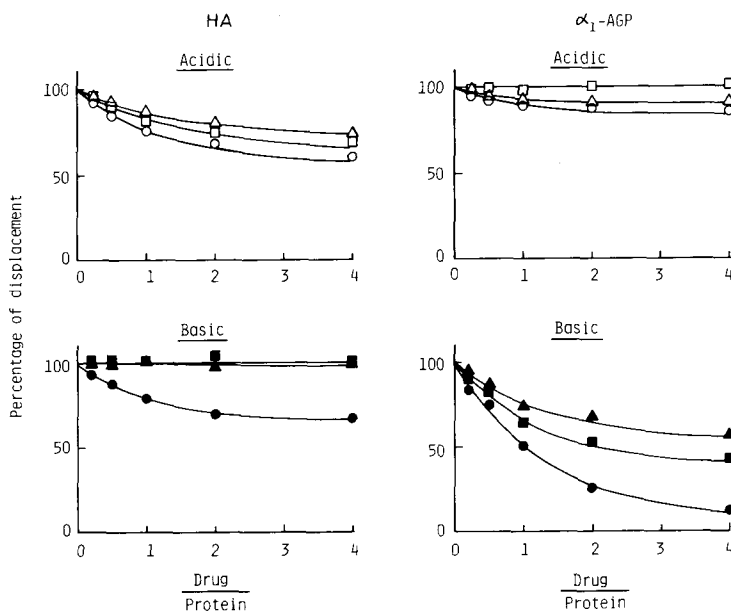 HA
α₁-AGP
Acidic
Acidic
100
50
0
0 1 2 3 4
100
50
0
0 1 2 3 4
Percentage of displacement
Basic
Basic
100
50
0
0 1 2 3 4
100
50
0
0 1 2 3 4
Drug
Protein
Drug
Protein